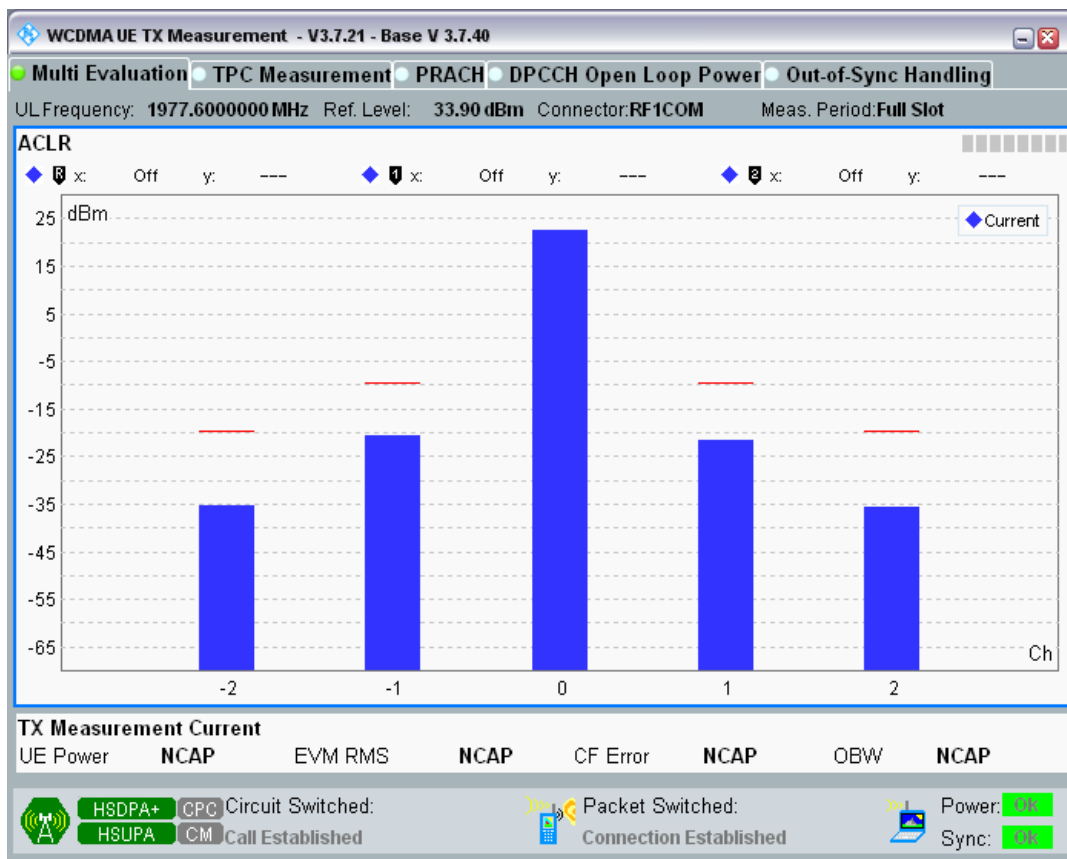 WCDMA UE TX Measurement - V3.7.21 - Base V 3.7.40
Multi Evaluation TPC Measurement PRACH DPCCH Open Loop Power Out-of-Sync Handling
UL Frequency: 1977.6000000 MHz Ref. Level: 33.90 dBm Connector:RF1COM Meas. Period:Full Slot
ACLR
R x: Off y: --- 1 x: Off y: --- 2 x: Off y: ---
dBm
Current
25
15
5
-5
-15
-25
-35
-45
-55
-65
Ch
-2 -1 0 1 2
TX Measurement Current
UE Power NCAP EVM RMS NCAP CF Error NCAP OBW NCAP
HSDPA+ CPC Circuit Switched: Packet Switched: Power: OK
HSUPA CM Call Established Connection Established Sync: OK